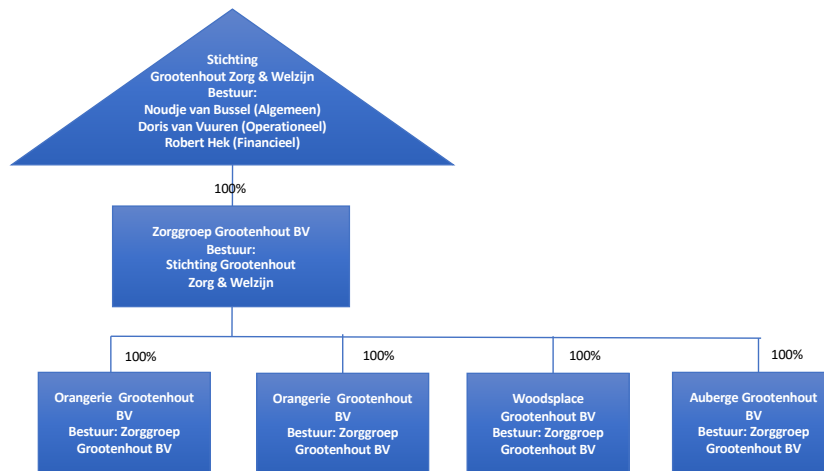 Stichting
Grootenhout Zorg & Welzijn
Bestuur:
Noudje van Bussel (Algemeen)
Doris van Vuuren (Operationeel)
Robert Hek (Financieel)
100%
Zorggroep Grootenhout BV
Bestuur:
Stichting Grootenhout
Zorg & Welzijn
100%
100%
100%
100%
Orangerie Grootenhout
BV
Bestuur: Zorggroep
Grootenhout BV
Orangerie Grootenhout
BV
Bestuur: Zorggroep
Grootenhout BV
Woodsplace
Grootenhout BV
Bestuur: Zorggroep
Grootenhout BV
Auberge Grootenhout
BV
Bestuur: Zorggroep
Grootenhout BV